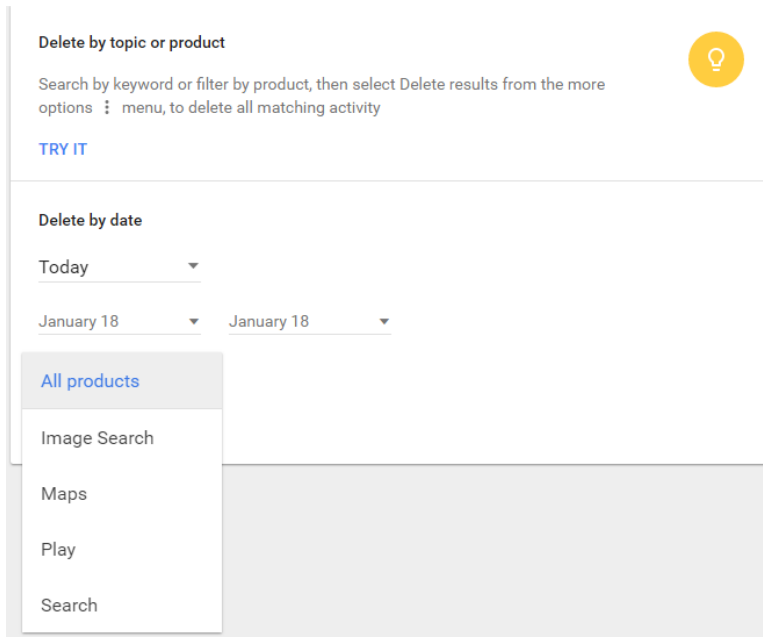 Delete by topic or product
Search by keyword or filter by product, then select Delete results from the more
options ⋮ menu, to delete all matching activity
TRY IT
Delete by date
Today
January 18 January 18
All products
Image Search
Maps
Play
Search